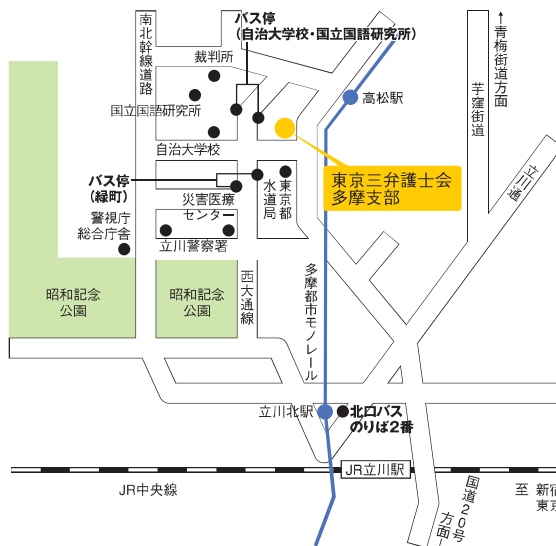 バス停
(自治大学校・国立国語研究所)
南北幹線道路
裁判所
国立国語研究所
自治大学校
高松駅
←青梅街道方面
芋窪街道
立川通
東京三弁護士会
多摩支部
バス停
(緑町)
災害医療
センター
東京都
水道局
警視庁
総合庁舎
立川警察署
昭和記念
公園
昭和記念
公園
西大通線
多摩都市モノレール
立川北駅
北口バス
のりば2番
JR立川駅
JR中央線
国道20号
方面→
至 新宿
東京